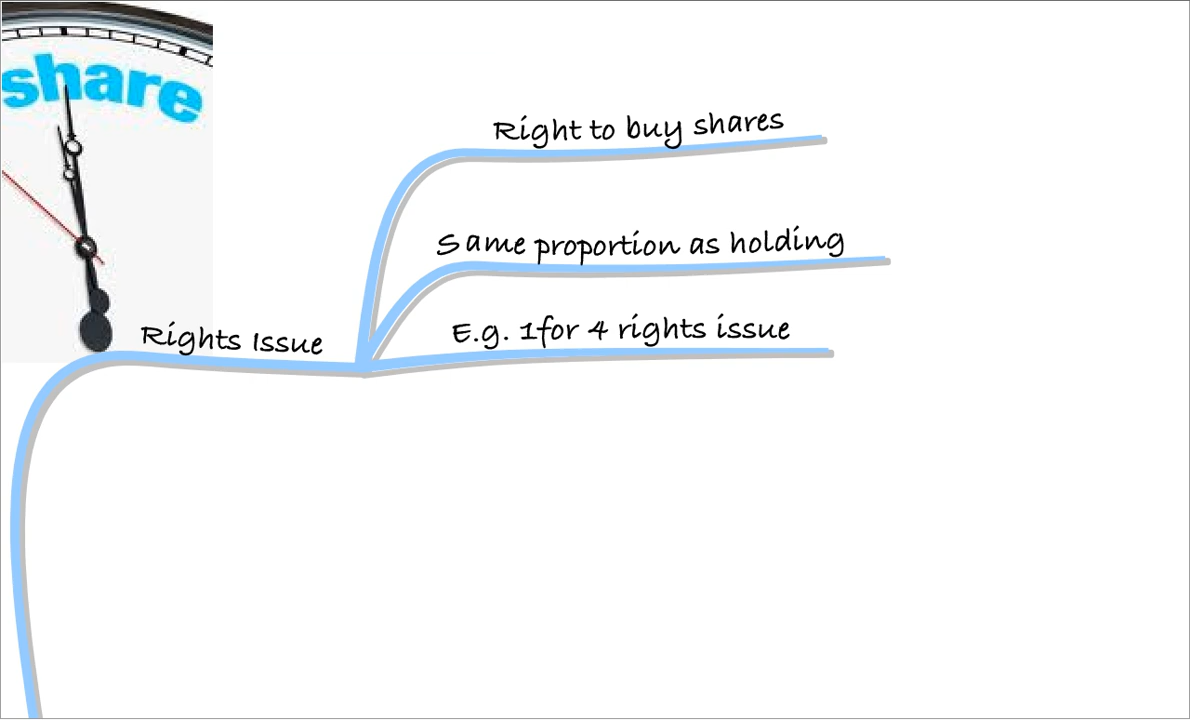 share
Right to buy shares
Same proportion as holding
E.g. 1for 4 rights issue
Rights Issue